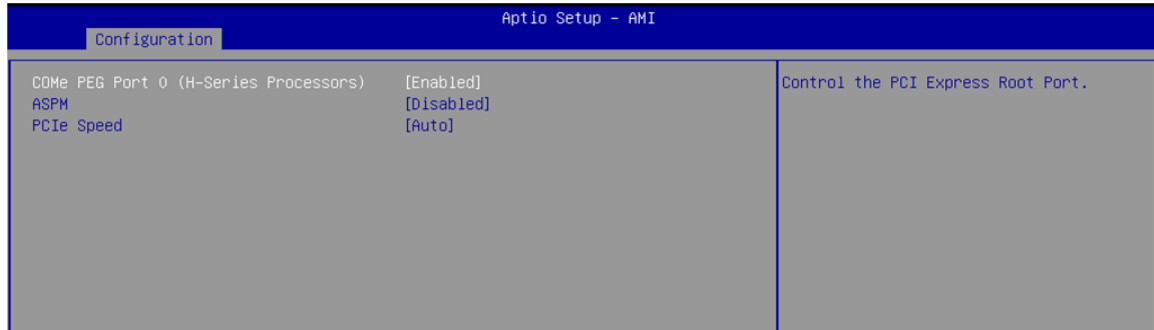 Aptio Setup - AMI
Configuration
COMe PEG Port 0 (H-Series Processors) [Enabled]
ASPM [Disabled]
PCIe Speed [Auto]
Control the PCI Express Root Port.